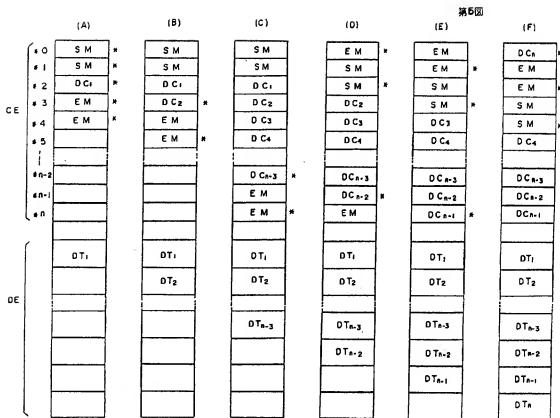 第5図
(A) (B) (C) (D) (E) (F)
#0 SM * SM SM EM * EM DCn *
#1 SM * SM SM SM EM * EM
#2 DC1 * DC1 DC1 SM * SM EM *
#3 EM * DC2 * DC2 DC2 SM * SM
#4 EM * EM DC3 DC3 DC3 SM *
#5 EM * DC4 DC4 DC4 DC4
CE
#n-2 DCn-3 * DCn-3 DCn-3 DCn-3
#n-1 EM DCn-2 * DCn-2 DCn-2
#n EM * EM DCn-1 * DCn-1
DT1 DT1 DT1 DT1 DT1 DT1
DT2 DT2 DT2 DT2 DT2
DE
DTn-3 DTn-3 DTn-3 DTn-3
DTn-2 DTn-2 DTn-2
DTn-1 DTn-1
DTn